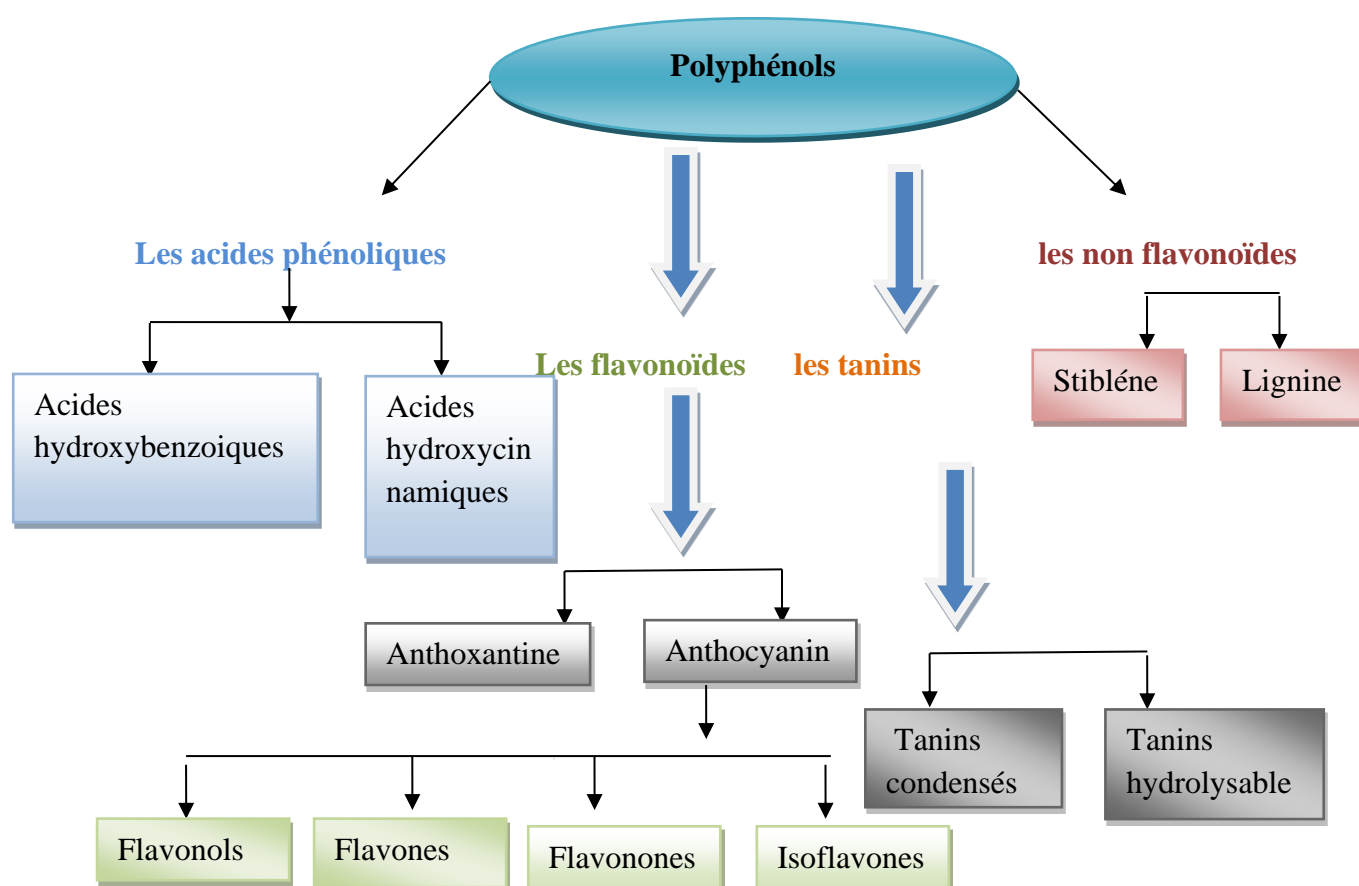 Polyphénols
Les acides phénoliques
les non flavonoïdes
Les flavonoïdes
les tanins
Stibléne
Lignine
Acides
hydroxybenzoiques
Acides
hydroxycin
namiques
Anthoxantine
Anthocyanin
Tanins
condensés
Tanins
hydrolysable
Flavonols
Flavones
Flavonones
Isoflavones